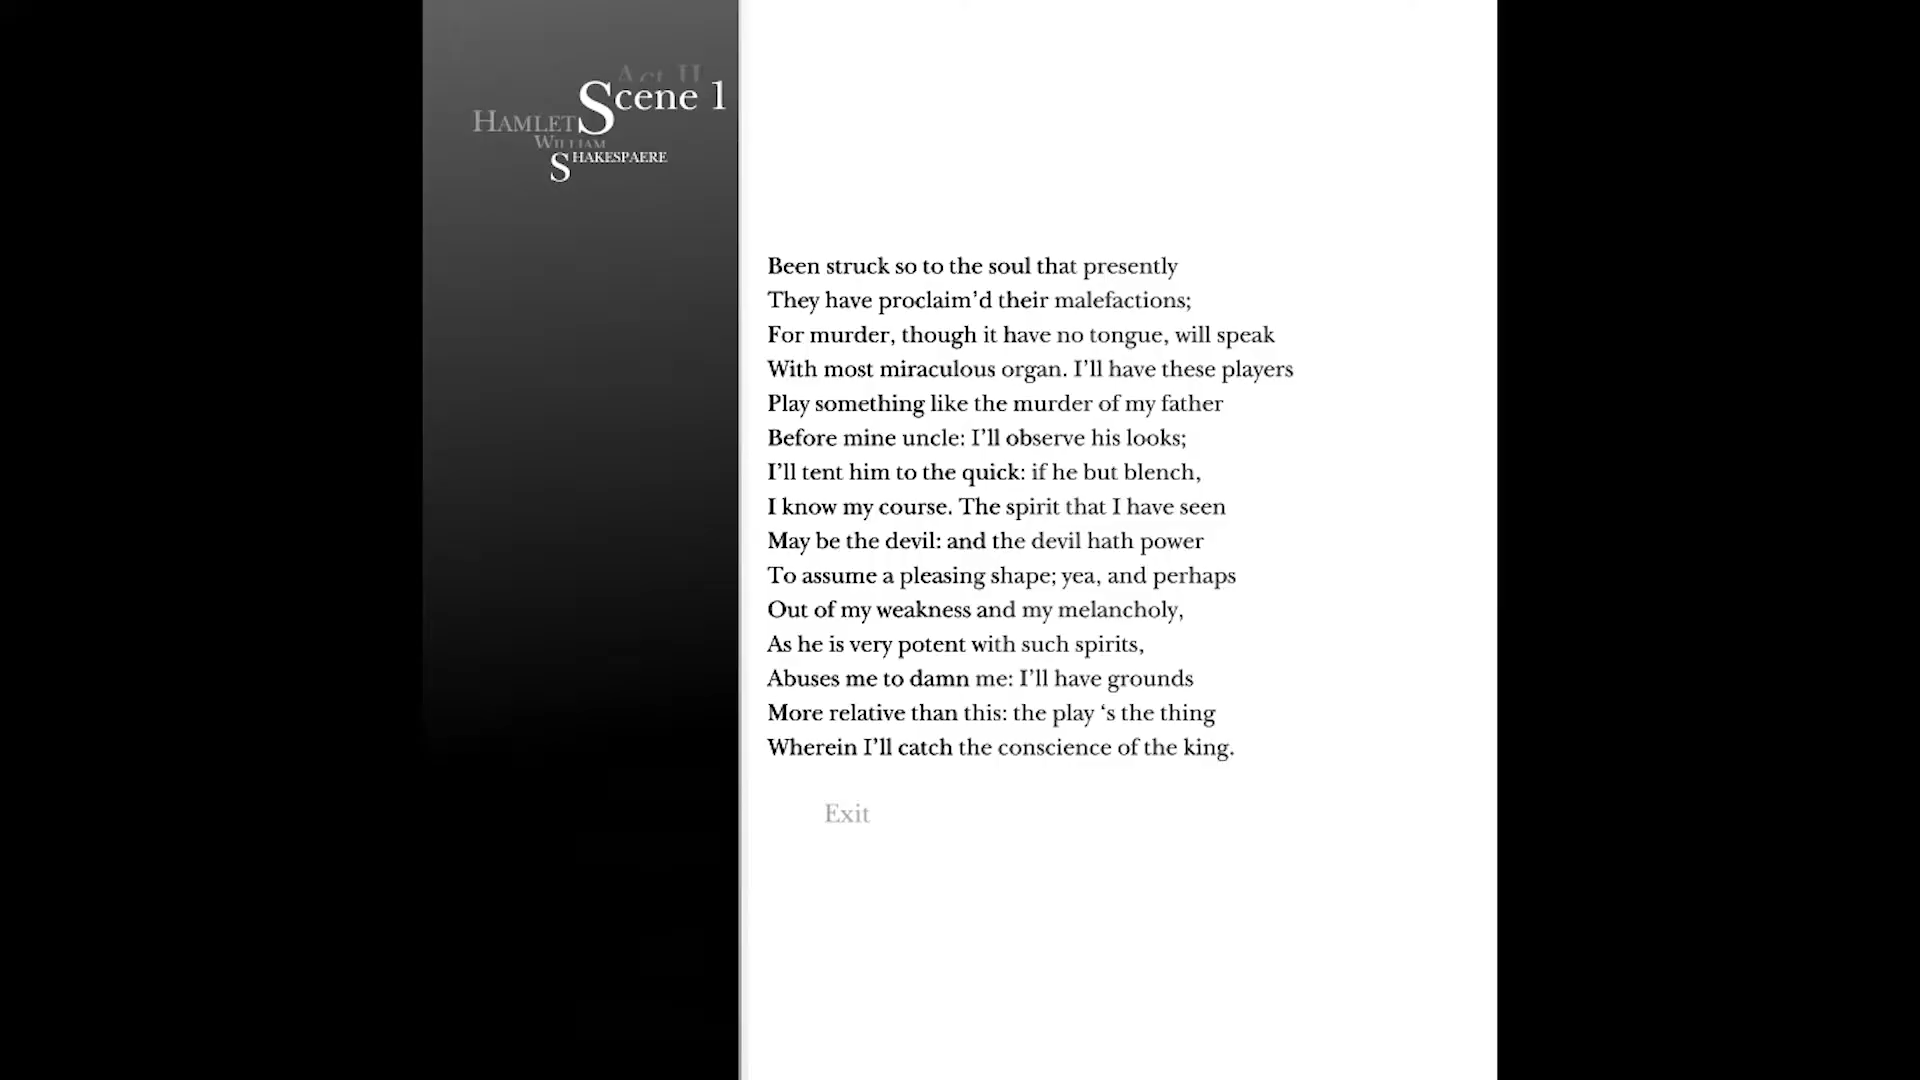 Act II
Scene 1
HAMLET
WILLIAM
SHAKESPAERE
Been struck so to the soul that presently
They have proclaim’d their malefactions;
For murder, though it have no tongue, will speak
With most miraculous organ. I’ll have these players
Play something like the murder of my father
Before mine uncle: I’ll observe his looks;
I’ll tent him to the quick: if he but blench,
I know my course. The spirit that I have seen
May be the devil: and the devil hath power
To assume a pleasing shape; yea, and perhaps
Out of my weakness and my melancholy,
As he is very potent with such spirits,
Abuses me to damn me: I’ll have grounds
More relative than this: the play ‘s the thing
Wherein I’ll catch the conscience of the king.
Exit